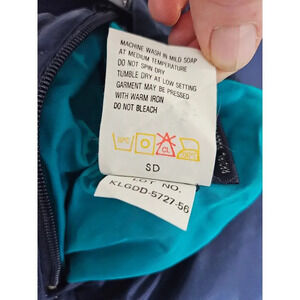 MACHINE WASH IN MILD SOAP
AT MEDIUM TEMPERATURE
DO NOT SPIN DRY
TUMBLE DRY AT LOW SETTING
GARMENT MAY BE PRESSED
WITH WARM IRON
DO NOT BLEACH
CL
SD
LOT NO.
KLGOD-5727-56